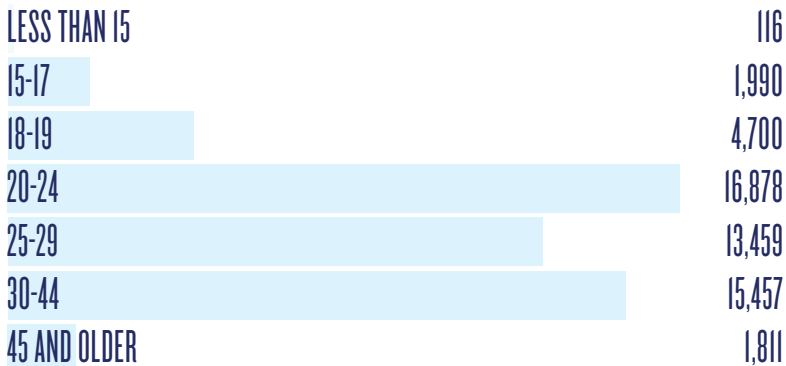 LESS THAN 15 116
15-17 1,990
18-19 4,700
20-24 16,878
25-29 13,459
30-44 15,457
45 AND OLDER 1,811